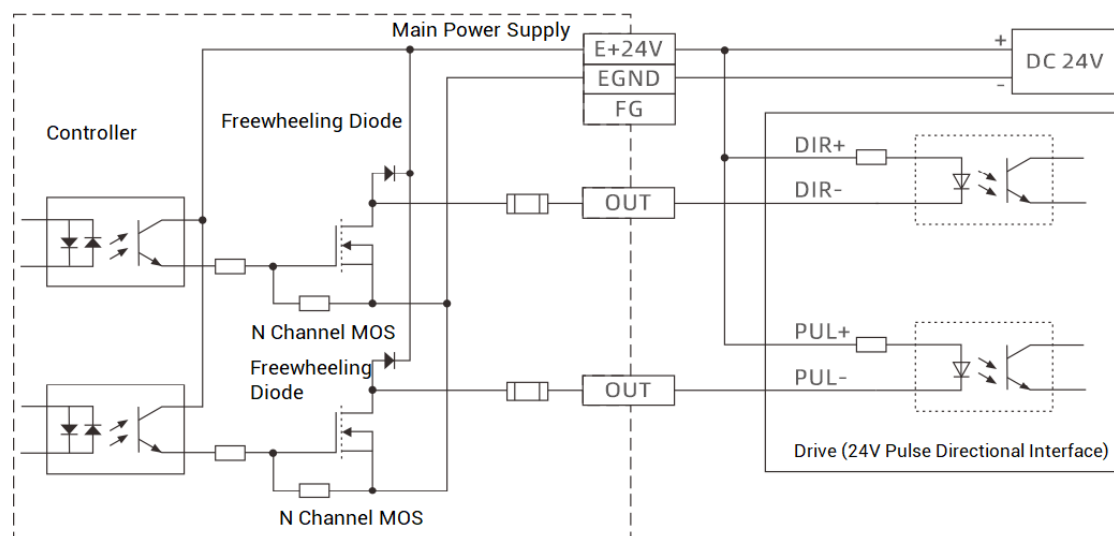 Main Power Supply
E+24V
+
DC 24V
EGND
-
FG
Controller
Freewheeling Diode
DIR+
DIR-
OUT
N Channel MOS
PUL+
Freewheeling
Diode
PUL-
OUT
Drive (24V Pulse Directional Interface)
N Channel MOS